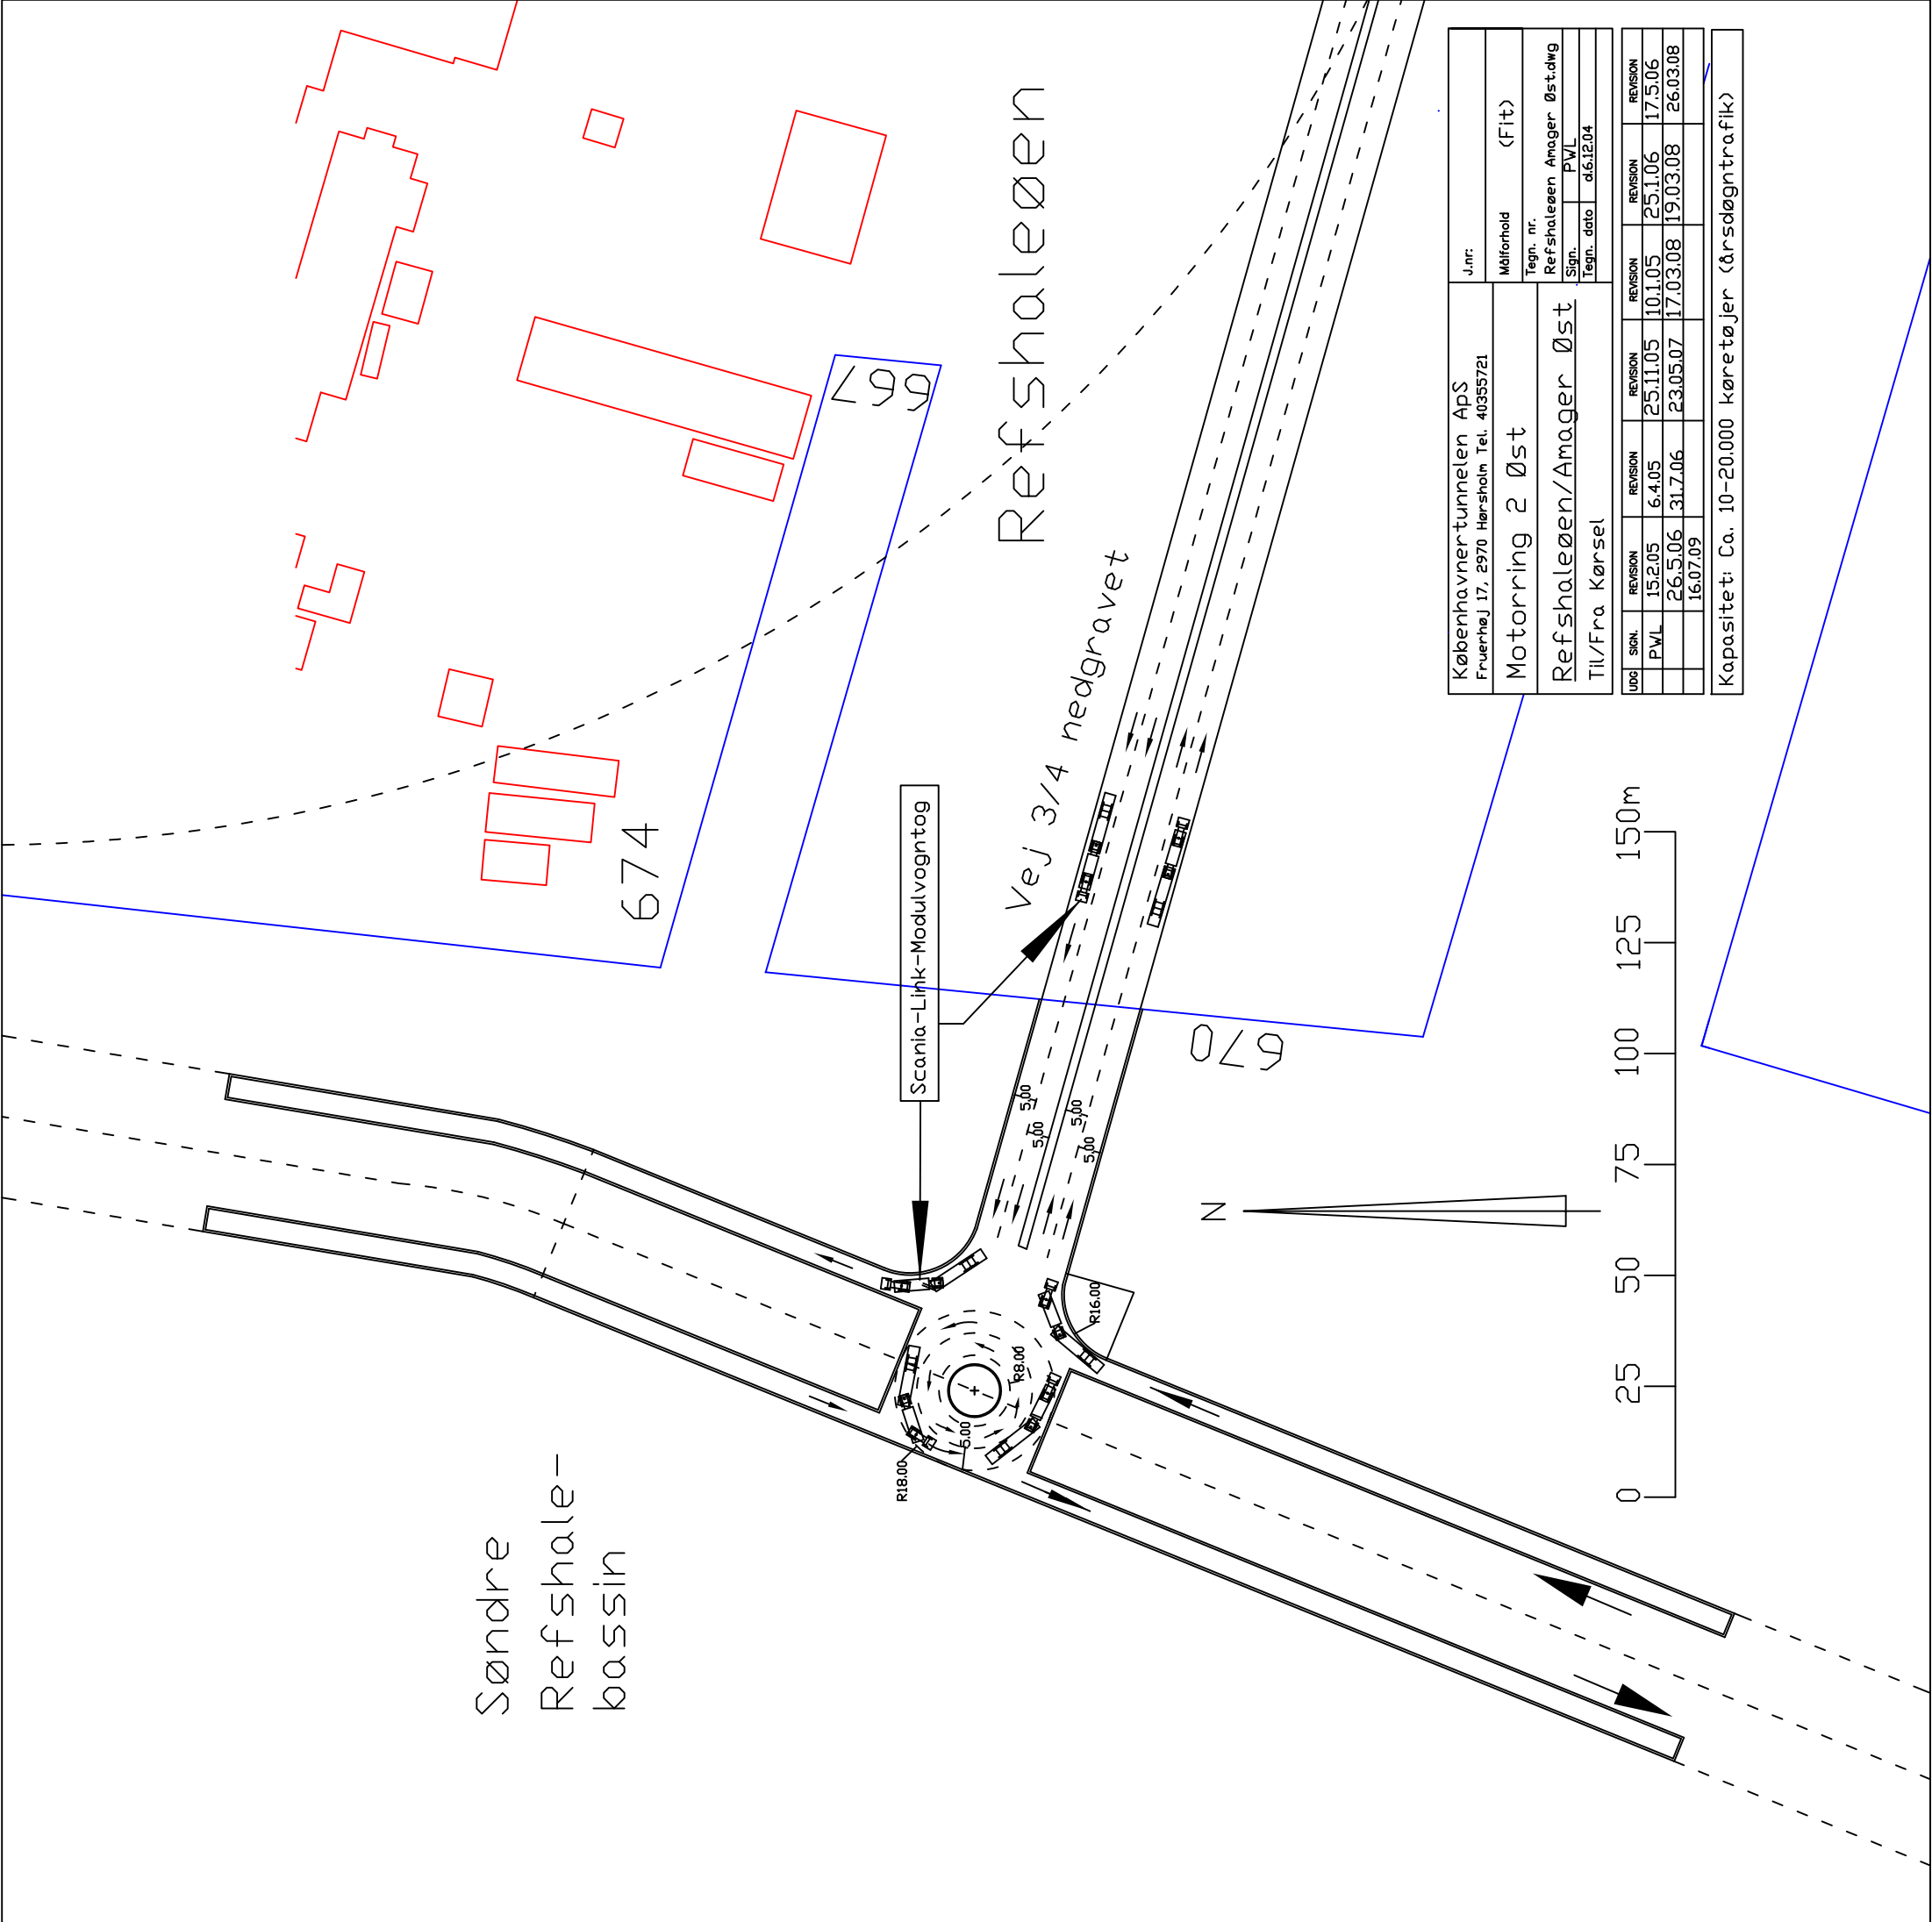 Søndre
Refshale-
bassin
674
667
Refshaleøen
Vej 3/4 nedgravet
Scania-Link-Modulvogntog
670
5,00
5,00
5,00
5,00
R16.00
R8.00
R18.00
5.00
N
0 25 50 75 100 125 150m
Københavnertunnelen ApS
Fruerhøj 17, 2970 Hørsholm Tel. 40355721
Motorring 2 Øst
Refshaleøen/Amager Øst
Til/Fra Kørsel
J.nr:
Målforhold (Fit)
Tegn. nr.
Refshaleøen Amager Øst.dwg
Sign. PWL
Tegn. dato d.6.12.04
UDG SIGN. REVISION REVISION REVISION REVISION REVISION REVISION
PWL 15.2.05 6.4.05 25.11.05 10.1.05 25.1.06 17.5.06
26.5.06 31.7.06 23.05.07 17.03.08 19.03.08 26.03.08
16.07.09
Kapasitet: Ca. 10-20.000 køretøjer (årsdøgntrafik)